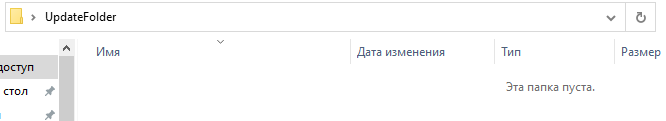 UpdateFolder
Имя Дата изменения Тип Размер
доступ
Эта папка пуста.
стол